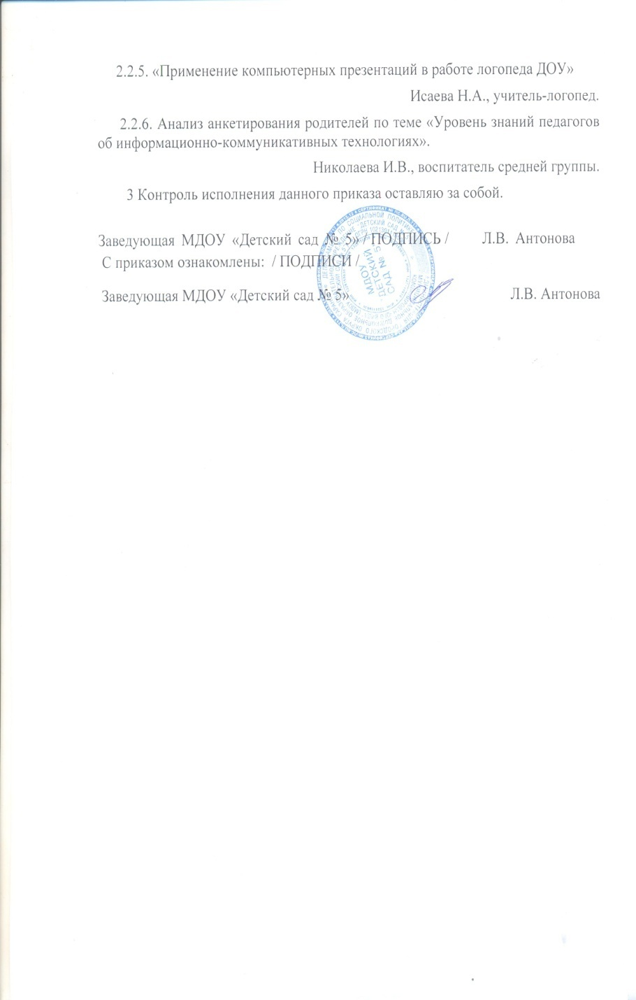 2.2.5. «Применение компьютерных презентаций в работе логопеда ДОУ»
Исаева Н.А., учитель-логопед.
2.2.6. Анализ анкетирования родителей по теме «Уровень знаний педагогов
об информационно-коммуникативных технологиях».
Николаева И.В., воспитатель средней группы.
3 Контроль исполнения данного приказа оставляю за собой.
Заведующая МДОУ «Детский сад № 5» / ПОДПИСЬ / Л.В. Антонова
С приказом ознакомлены: / ПОДПИСИ /
Заведующая МДОУ «Детский сад № 5» Л.В. Антонова
МДОУ
ДЕТСКИЙ
САД № 5